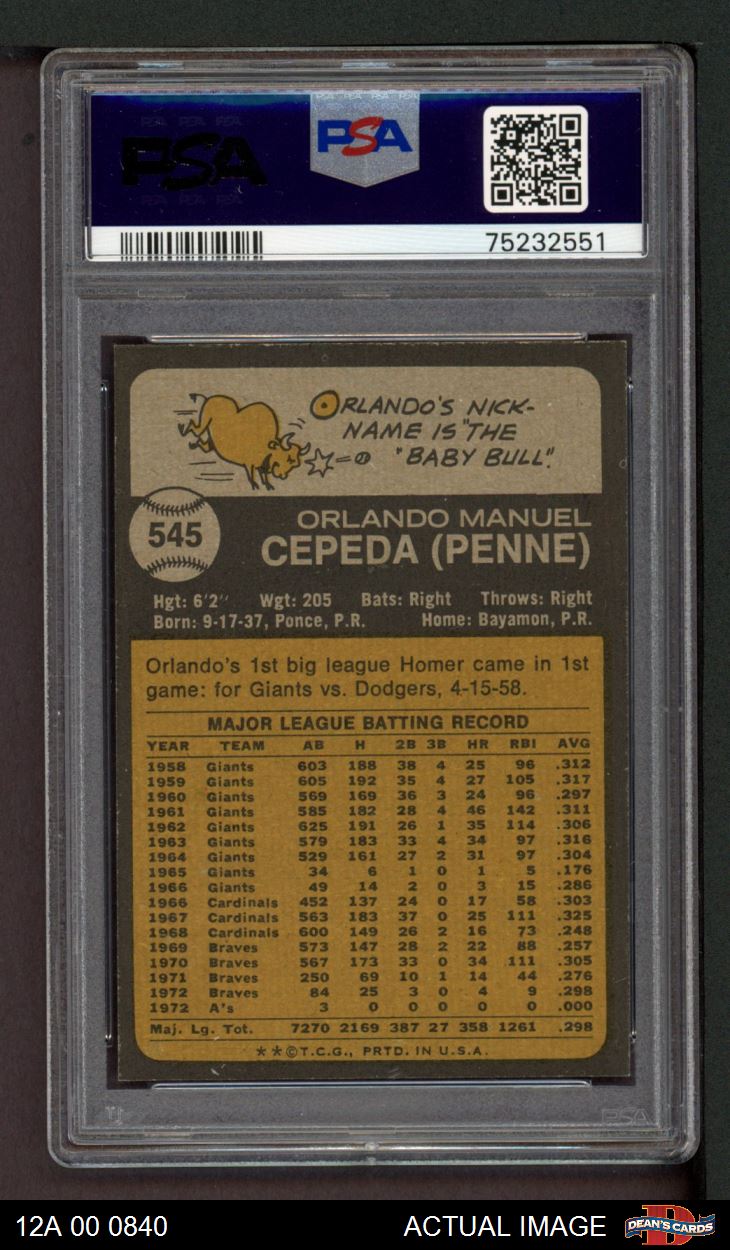 PSA PSA PSA PSA
PSA PSA PSA
PSA
PSA
PSA PSA PSA
75232551
ORLANDO'S NICK-
NAME IS "THE
"BABY BULL".
545
ORLANDO MANUEL
CEPEDA (PENNE)
Hgt: 6'2" Wgt: 205 Bats: Right Throws: Right
Born: 9-17-37, Ponce, P.R. Home: Bayamon, P.R.
Orlando's 1st big league Homer came in 1st
game: for Giants vs. Dodgers, 4-15-58.
MAJOR LEAGUE BATTING RECORD
YEAR TEAM AB H 2B 3B HR RBI AVG
1958 Giants 603 188 38 4 25 96 .312
1959 Giants 605 192 35 4 27 105 .317
1960 Giants 569 169 36 3 24 96 .297
1961 Giants 585 182 28 4 46 142 .311
1962 Giants 625 191 26 1 35 114 .306
1963 Giants 579 183 33 4 34 97 .316
1964 Giants 529 161 27 2 31 97 .304
1965 Giants 34 6 1 0 1 5 .176
1966 Giants 49 14 2 0 3 15 .286
1966 Cardinals 452 137 24 0 17 58 .303
1967 Cardinals 563 183 37 0 25 111 .325
1968 Cardinals 600 149 26 2 16 73 .248
1969 Braves 573 147 28 2 22 88 .257
1970 Braves 567 173 33 0 34 111 .305
1971 Braves 250 69 10 1 14 44 .276
1972 Braves 84 25 3 0 4 9 .298
1972 A's 3 0 0 0 0 0 .000
Maj. Lg. Tot. 7270 2169 387 27 358 1261 .298
**©T.C.G., PRTD. IN U.S.A.
PSA
12A 00 0840 ACTUAL IMAGE DEAN'S CARDS